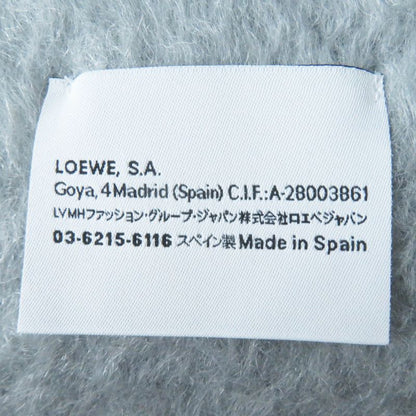 LOEWE, S.A.
Goya, 4 Madrid (Spain) C.I.F.:A-28003861
LVMHファッション・グループ・ジャパン株式会社ロエベジャパン
03-6215-6116 スペイン製 Made in Spain